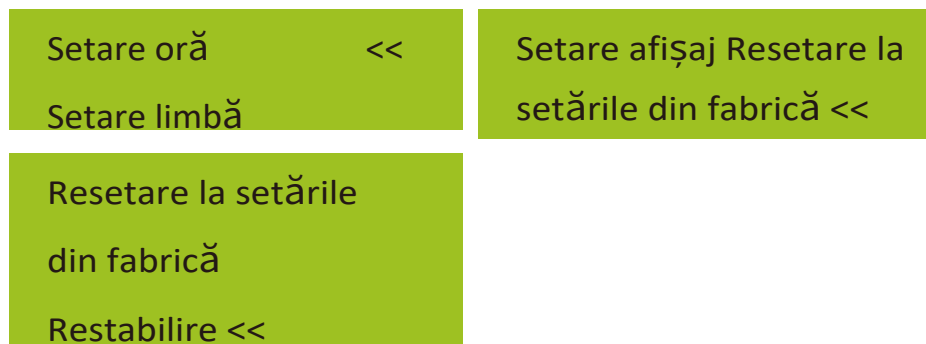 Setare oră <<
Setare limbă
Setare afișaj Resetare la
setările din fabrică <<
Resetare la setările
din fabrică
Restabilire <<